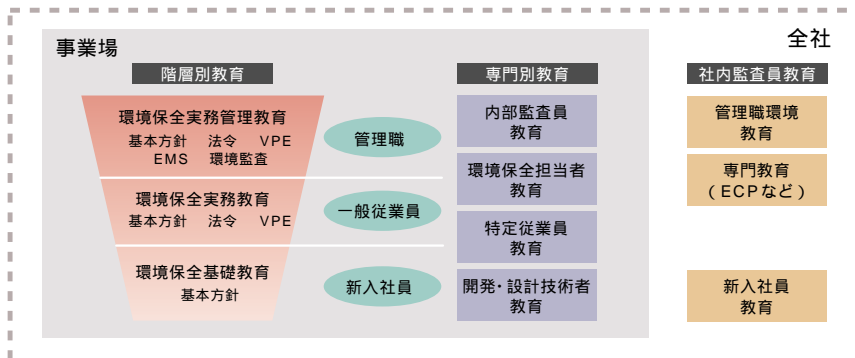 事業場
全社
階層別教育
専門別教育
社内監査員教育
環境保全実務管理教育
基本方針 法令 VPE
EMS 環境監査
管理職
環境保全実務教育
基本方針 法令 VPE
一般従業員
環境保全基礎教育
基本方針
新入社員
内部監査員
教育
環境保全担当者
教育
特定従業員
教育
開発・設計技術者
教育
管理職環境
教育
専門教育
(ECPなど)
新入社員
教育